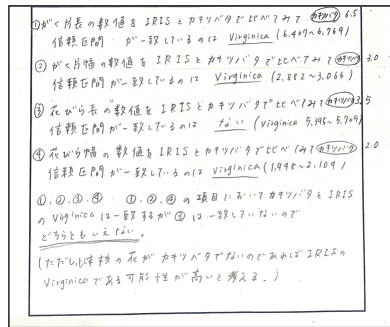 ①がく片長の数値をIRISとカキツバタで比べてみて カキツバタ 6.5
信頼区間が一致しているのは Virginica (6.407~6.769)
②がく片幅の数値をIRISとカキツバタで比べてみて カキツバタ 3.0
信頼区間が一致しているのは Virginica (2.882~3.066)
③花びら長の数値をIRISとカキツバタで比べてみて カキツバタ 3.5
信頼区間が一致しているのは ない (Virginica 5.395~5.709)
④花びら幅の数値をIRISとカキツバタで比べてみて カキツバタ 2.0
信頼区間が一致しているのは Virginica (1.948~2.104)
①,②,③,④ ①,②,④の項目においてカキツバタとIRIS
のVirginicaは一致するが③は一致していないので
どちらともいえない。
(ただし,比較の花がカキツバタでないのであればIRISの
Virginicaである可能性が高いと考える.)